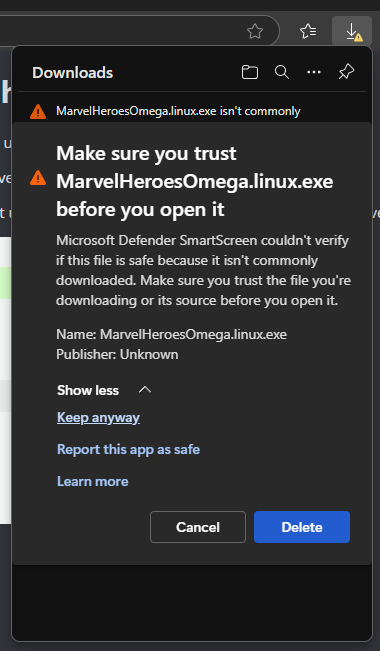 Downloads
MarvelHeroesOmega.linux.exe isn't commonly
Make sure you trust
MarvelHeroesOmega.linux.exe
before you open it
Microsoft Defender SmartScreen couldn't verify
if this file is safe because it isn't commonly
downloaded. Make sure you trust the file you're
downloading or its source before you open it.
Name: MarvelHeroesOmega.linux.exe
Publisher: Unknown
Show less
Keep anyway
Report this app as safe
Learn more
Cancel
Delete